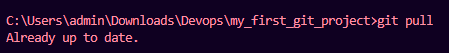 C:\Users\admin\Downloads\Devops\my_first_git_project>git pull
Already up to date.